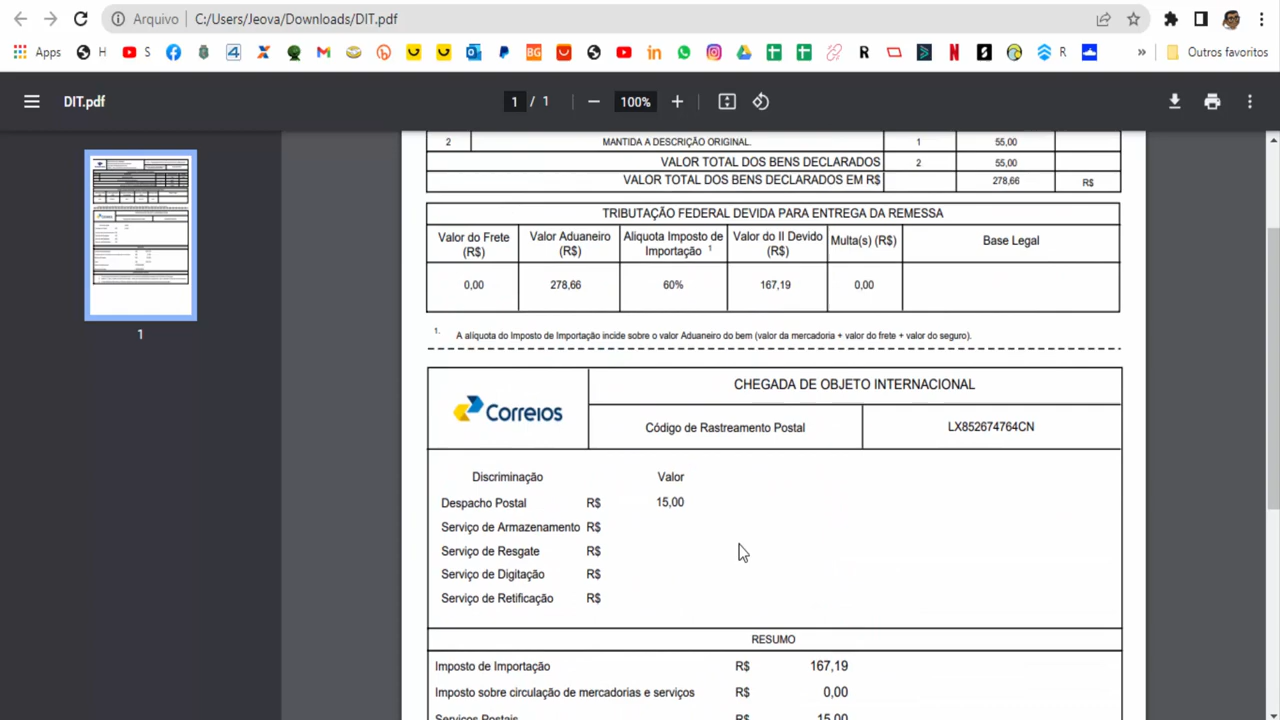 Arquivo C:/Users/Jeova/Downloads/DIT.pdf
Apps H S R Outros favoritos
DIT.pdf 1 / 1 100%
1
2 MANTIDA A DESCRIÇÃO ORIGINAL. 1 55,00
VALOR TOTAL DOS BENS DECLARADOS 2 55,00
VALOR TOTAL DOS BENS DECLARADOS EM R$ 278,66 R$
TRIBUTAÇÃO FEDERAL DEVIDA PARA ENTREGA DA REMESSA
Valor do Frete (R$) Valor Aduaneiro (R$) Aliquota Imposto de Importação 1 Valor do II Devido (R$) Multa(s) (R$) Base Legal
0,00 278,66 60% 167,19 0,00
1. A alíquota do Imposto de Importação incide sobre o valor Aduaneiro do bem (valor da mercadoria + valor do frete + valor do seguro).
Correios
CHEGADA DE OBJETO INTERNACIONAL
Código de Rastreamento Postal LX852674764CN
Discriminação Valor
Despacho Postal R$ 15,00
Serviço de Armazenamento R$
Serviço de Resgate R$
Serviço de Digitação R$
Serviço de Retificação R$
RESUMO
Imposto de Importação R$ 167,19
Imposto sobre circulação de mercadorias e serviços R$ 0,00
Serviços Postais R$ 15,00